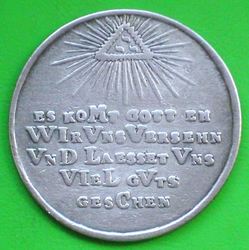 ES KOMT GOTT EH
WIR VNS VERSEHN
VND LAESSET VNS
VIEL GVTS
GESCHEN